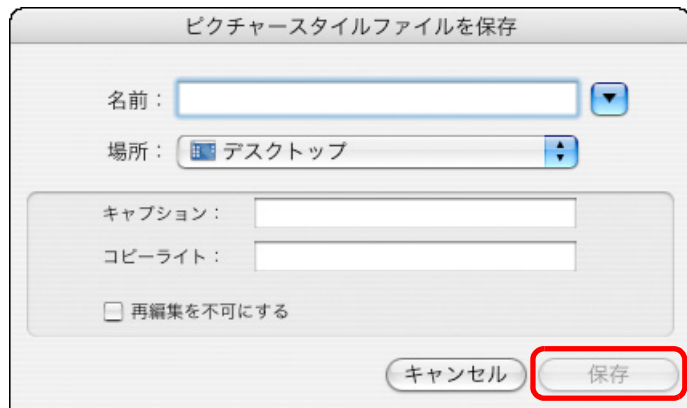 ピクチャースタイルファイルを保存
名前：
場所： デスクトップ
キャプション：
コピーライト：
再編集を不可にする
キャンセル 保存